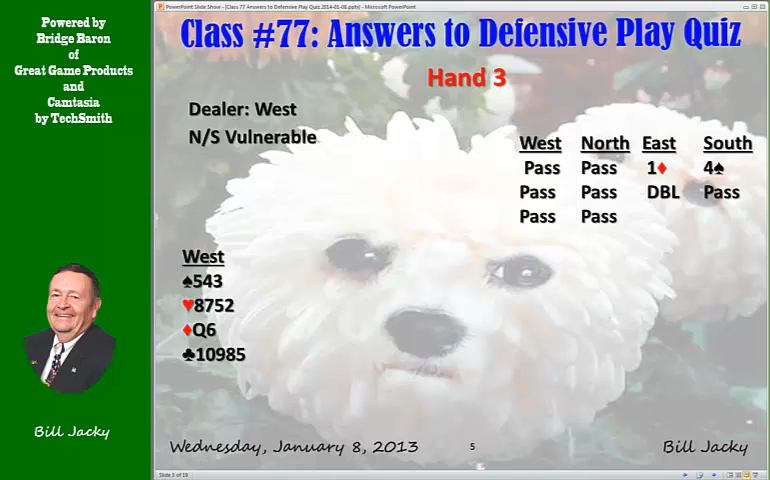 PowerPoint Slide Show - [Class 77 Answers to Defensive Play Quiz.2014-01-08.pptx] - Microsoft PowerPoint
Powered by
Bridge Baron
of
Great Game Products
and
Camtasia
by TechSmith
Class #77: Answers to Defensive Play Quiz
Hand 3
Dealer: West
N/S Vulnerable
West North East South
Pass Pass 1♦ 4♠
Pass Pass DBL Pass
Pass Pass
West
♠543
♥8752
♦Q6
♣10985
Bill Jacky
Wednesday, January 8, 2013 5 Bill Jacky
Slide 5 of 18